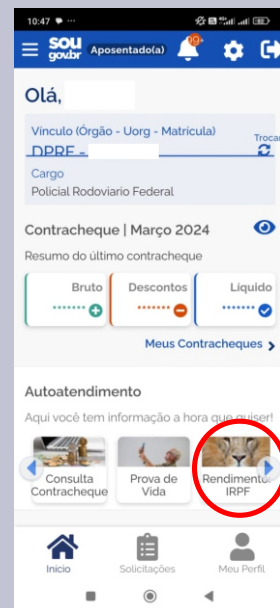 10:47
SOU
gov.br
Aposentado(a)
99+
Olá,
Vínculo (Órgão - Uorg - Matrícula)
Trocar
DPRF -
Cargo
Policial Rodoviario Federal
Contracheque | Março 2024
Resumo do último contracheque
Bruto Descontos Líquido
······· ······· ·······
Meus Contracheques
Autoatendimento
Aqui você tem informação a hora que quiser!
Consulta Contracheque
Prova de Vida
Rendimento. IRPF
Início Solicitações Meu Perfil